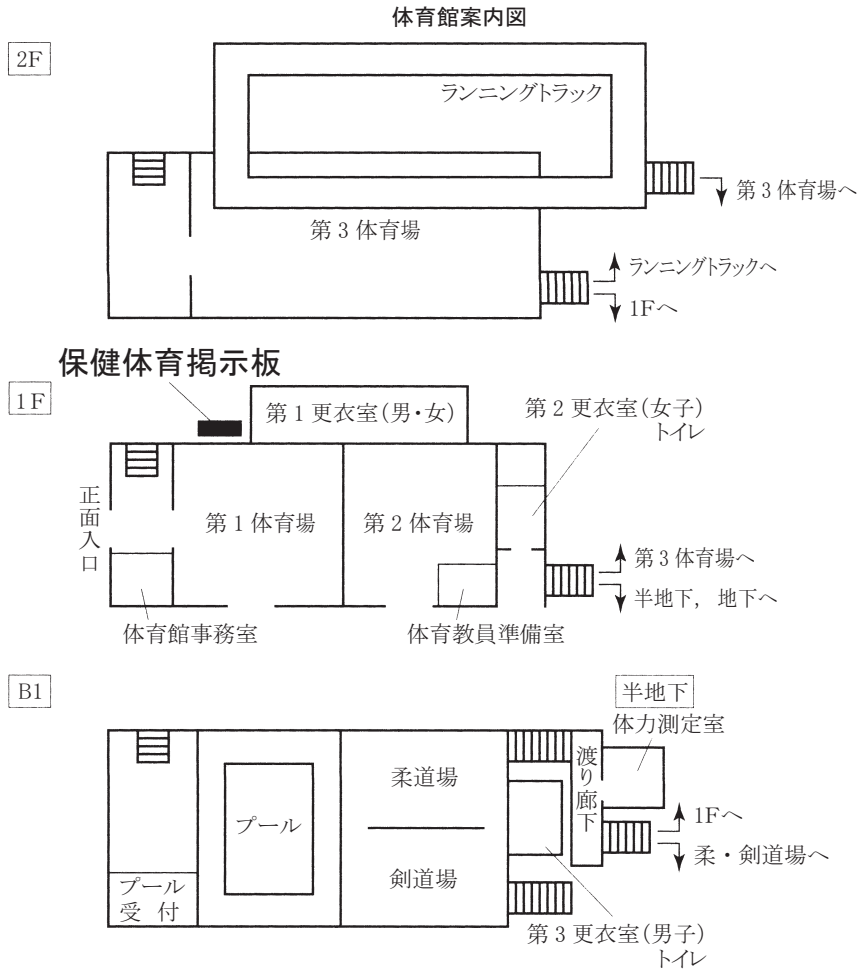 体育館案内図
2F
ランニングトラック
第3体育場へ
第3体育場
ランニングトラックへ
1Fへ
保健体育掲示板
1F
第1更衣室(男・女)
第2更衣室(女子)
トイレ
正面入口
第1体育場
第2体育場
第3体育場へ
半地下，地下へ
体育館事務室
体育教員準備室
B1
半地下
体力測定室
渡り廊下
柔道場
プール
1Fへ
柔・剣道場へ
剣道場
プール
受付
第3更衣室(男子)
トイレ